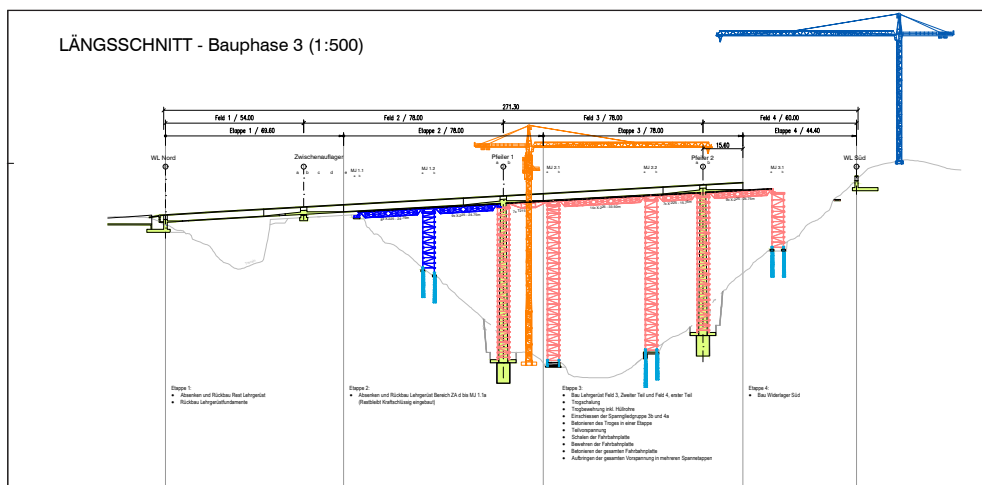 LÄNGSSCHNITT - Bauphase 3 (1:500)
271.30
Feld 1 / 54.00
Feld 2 / 78.00
Feld 3 / 78.00
Feld 4 / 60.00
Etappe 1 / 69.60
Etappe 2 / 78.00
Etappe 3 / 78.00
Etappe 4 / 44.40
15.60
WL Nord
Zwischenauflager
a b c d e
MJ 1.1
MJ 1.2
Pfeiler 1
a b
MJ 2.1
MJ 2.2
Pfeiler 2
a b
MJ 3.1
WL Süd
Etappe 1:
• Absenken und Rückbau Rest Lehrgerüst
• Rückbau Lehrgerüstfundamente
Etappe 2:
• Absenken und Rückbau Lehrgerüst Bereich ZA d bis MJ 1.1a
(Restbleibt Kraftschlüssig eingebaut)
Etappe 3:
• Bau Lehrgerüst Feld 3, Zweiter Teil und Feld 4, erster Teil
• Trogschalung
• Trogbewehrung inkl. Hüllrohre
• Einschiessen der Spanngliedgruppe 3b und 4a
• Betonieren des Troges in einer Etappe
• Teilvorspannung
• Schalen der Fahrbahnplatte
• Bewehren der Fahrbahnplatte
• Betonieren der gesamten Fahrbahnplatte
• Aufbringen der gesamten Vorspannung in mehreren Spannetappen
Etappe 4:
• Bau Widerlager Süd